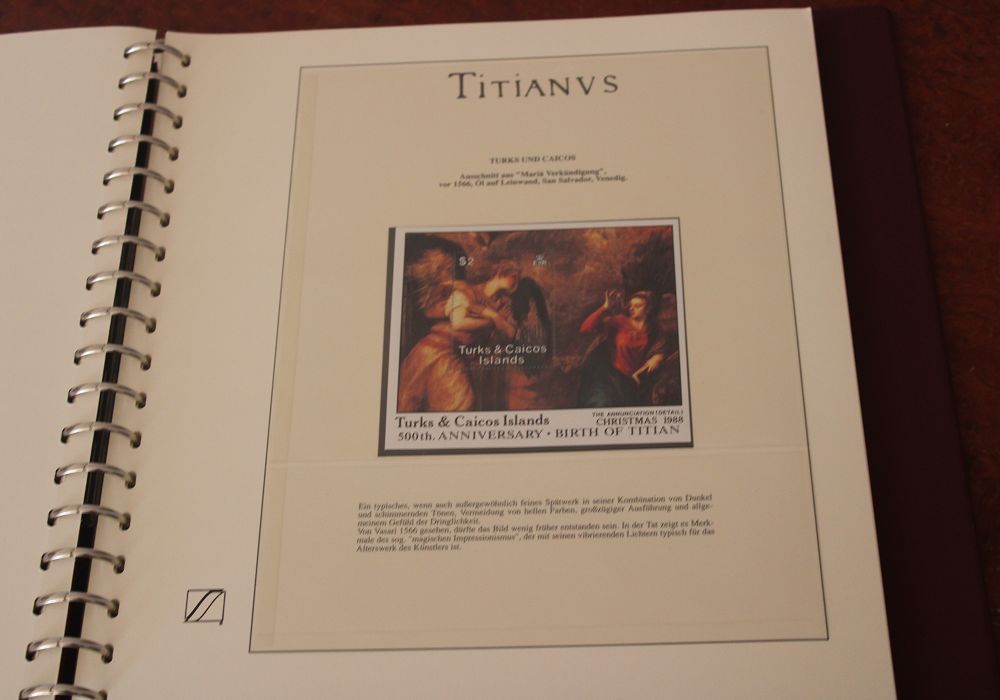 TITIANVS
TURKS UND CAICOS
Ausschnitt aus "Maria Verkündigung",
vor 1566, Öl auf Leinwand, San Salvador, Venedig.
$2
Turks & Caicos
Islands
Turks & Caicos Islands
THE ANNUNCIATION (DETAIL)
CHRISTMAS 1988
500th. ANNIVERSARY · BIRTH OF TITIAN
Ein typisches, wenn auch außergewöhnlich feines Spätwerk in seiner Kombination von Dunkel
und schimmernden Tönen, Vermeidung von hellen Farben, großzügiger Ausführung und allge-
meinem Gefühl der Dringlichkeit.
Von Vasari 1566 gesehen, dürfte das Bild wenig früher entstanden sein. In der Tat zeigt es Merk-
male des sog. "magischen Impressionismus", der mit seinen vibrierenden Lichtern typisch für das
Alterswerk des Künstlers ist.